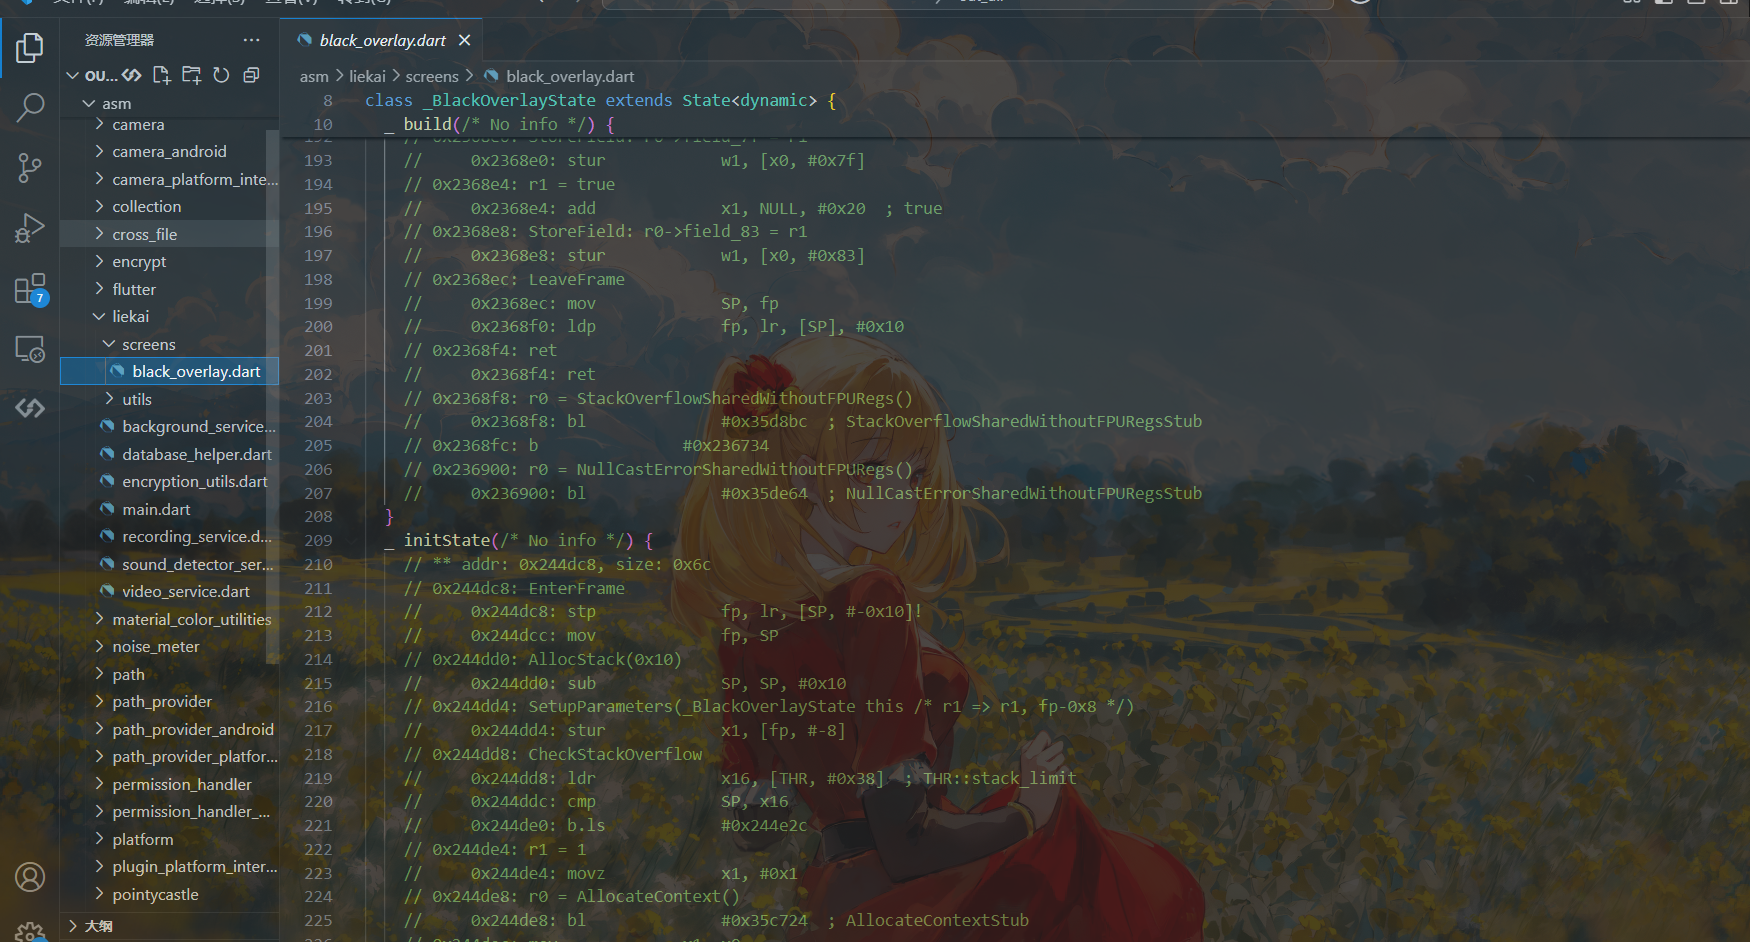 资源管理器
OU...
asm
camera
camera_android
camera_platform_inte...
collection
cross_file
encrypt
flutter
liekai
screens
black_overlay.dart
utils
background_service...
database_helper.dart
encryption_utils.dart
main.dart
recording_service.d...
sound_detector_ser...
video_service.dart
material_color_utilities
noise_meter
path
path_provider
path_provider_android
path_provider_platfor...
permission_handler
permission_handler_...
platform
plugin_platform_inter...
pointycastle
大纲
7
black_overlay.dart
asm > liekai > screens > black_overlay.dart
8 class _BlackOverlayState extends State<dynamic> {
10 _ build(/* No info */) {
193 //     0x2368e0: stur            w1, [x0, #0x7f]
194 // 0x2368e4: r1 = true
195 //     0x2368e4: add             x1, NULL, #0x20  ; true
196 // 0x2368e8: StoreField: r0->field_83 = r1
197 //     0x2368e8: stur            w1, [x0, #0x83]
198 // 0x2368ec: LeaveFrame
199 //     0x2368ec: mov             SP, fp
200 //     0x2368f0: ldp             fp, lr, [SP], #0x10
201 // 0x2368f4: ret
202 //     0x2368f4: ret
203 // 0x2368f8: r0 = StackOverflowSharedWithoutFPURegs()
204 //     0x2368f8: bl              #0x35d8bc  ; StackOverflowSharedWithoutFPURegsStub
205 // 0x2368fc: b               #0x236734
206 // 0x236900: r0 = NullCastErrorSharedWithoutFPURegs()
207 //     0x236900: bl              #0x35de64  ; NullCastErrorSharedWithoutFPURegsStub
208 }
209 _ initState(/* No info */) {
210 // ** addr: 0x244dc8, size: 0x6c
211 // 0x244dc8: EnterFrame
212 //     0x244dc8: stp             fp, lr, [SP, #-0x10]!
213 //     0x244dcc: mov             fp, SP
214 // 0x244dd0: AllocStack(0x10)
215 //     0x244dd0: sub             SP, SP, #0x10
216 // 0x244dd4: SetupParameters(_BlackOverlayState this /* r1 => r1, fp-0x8 */)
217 //     0x244dd4: stur            x1, [fp, #-8]
218 // 0x244dd8: CheckStackOverflow
219 //     0x244dd8: ldr             x16, [THR, #0x38]  ; THR::stack_limit
220 //     0x244ddc: cmp             SP, x16
221 //     0x244de0: b.ls            #0x244e2c
222 // 0x244de4: r1 = 1
223 //     0x244de4: movz            x1, #0x1
224 // 0x244de8: r0 = AllocateContext()
225 //     0x244de8: bl              #0x35c724  ; AllocateContextStub